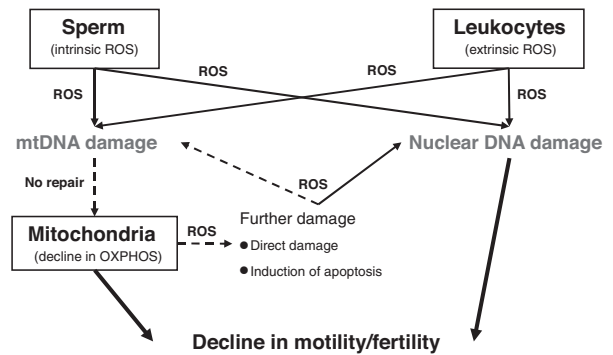 Sperm
(intrinsic ROS)
Leukocytes
(extrinsic ROS)
ROS
ROS
ROS
ROS
mtDNA damage
Nuclear DNA damage
No repair
ROS
Further damage
Mitochondria
(decline in OXPHOS)
ROS
● Direct damage
● Induction of apoptosis
Decline in motility/fertility